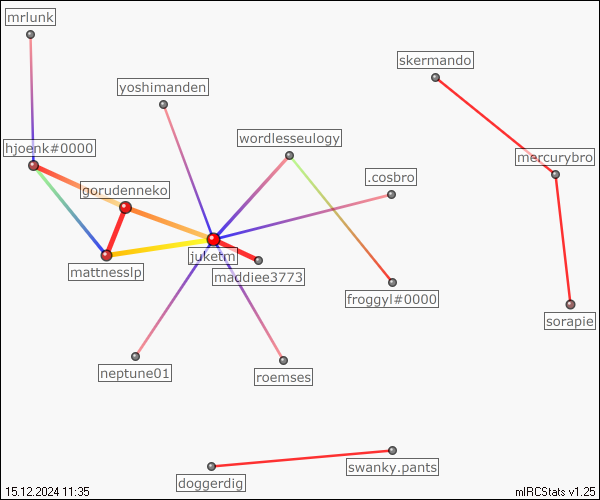 mrlunk
skermando
yoshimanden
wordlesseulogy
hjoenk#0000
mercurybro
.cosbro
gorudenneko
juketm
mattnesslp
maddiee3773
froggyl#0000
sorapie
neptune01
roemses
swanky.pants
doggerdig
15.12.2024 11:35
mIRCStats v1.25